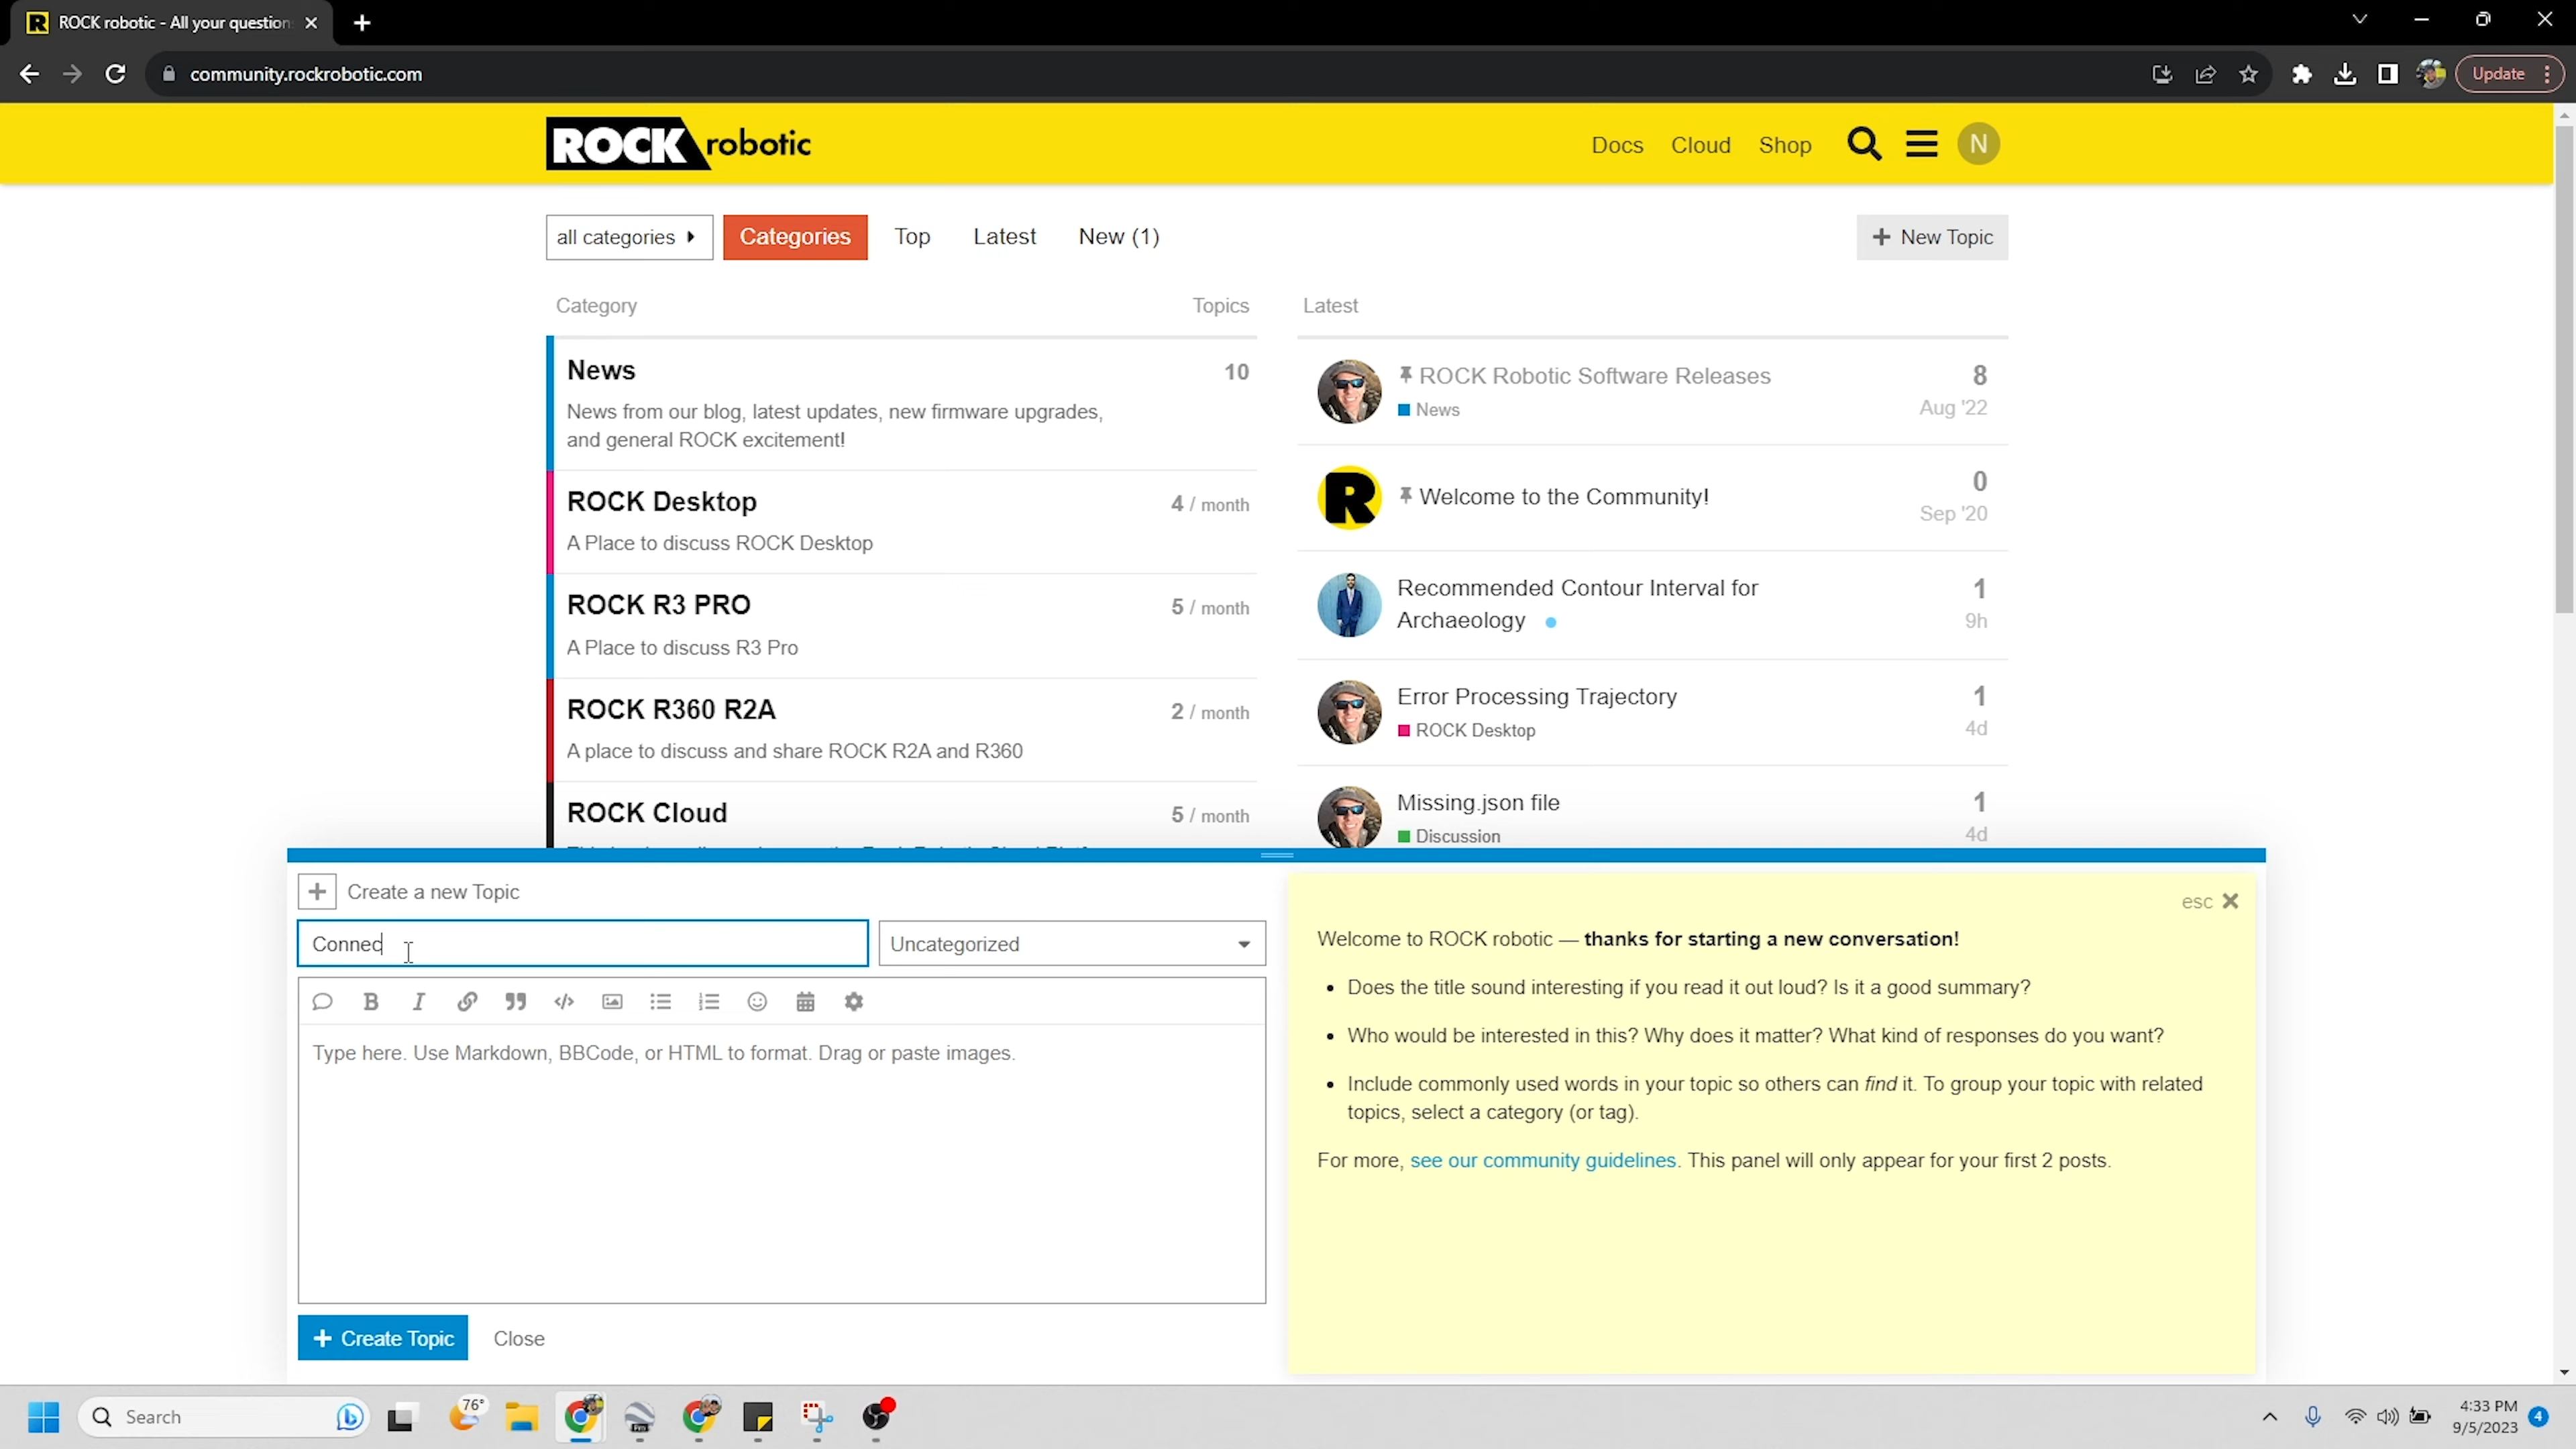 ROCK robotic - All your question
community.rockrobotic.com
Update
ROCK robotic
Docs Cloud Shop N
all categories Categories Top Latest New (1) + New Topic
Category Topics Latest
News 10
News from our blog, latest updates, new firmware upgrades,
and general ROCK excitement!
ROCK Desktop 4 / month
A Place to discuss ROCK Desktop
ROCK R3 PRO 5 / month
A Place to discuss R3 Pro
ROCK R360 R2A 2 / month
A place to discuss and share ROCK R2A and R360
ROCK Cloud 5 / month
ROCK Robotic Software Releases 8
News Aug '22
Welcome to the Community! 0
Sep '20
Recommended Contour Interval for 1
Archaeology 9h
Error Processing Trajectory 1
ROCK Desktop 4d
Missing.json file 1
Discussion 4d
Create a new Topic
Connec Uncategorized
Type here. Use Markdown, BBCode, or HTML to format. Drag or paste images.
+ Create Topic Close
esc
Welcome to ROCK robotic — thanks for starting a new conversation!
• Does the title sound interesting if you read it out loud? Is it a good summary?
• Who would be interested in this? Why does it matter? What kind of responses do you want?
• Include commonly used words in your topic so others can find it. To group your topic with related
topics, select a category (or tag).
For more, see our community guidelines. This panel will only appear for your first 2 posts.
Search 76° 4:33 PM
9/5/2023 4